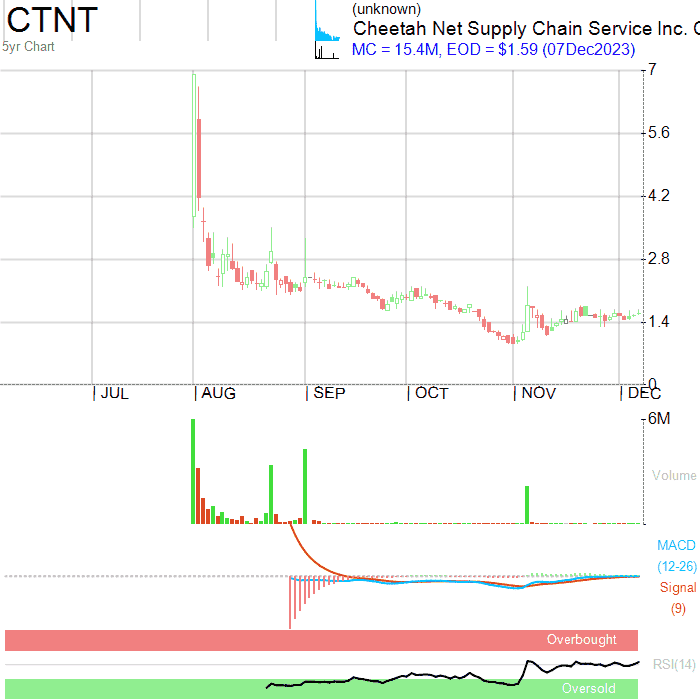 CTNT
5yr Chart
(unknown)
Cheetah Net Supply Chain Service Inc. C
MC = 15.4M, EOD = $1.59 (07Dec2023)
7
5.6
4.2
2.8
1.4
0
JUL AUG SEP OCT NOV DEC
6M
Volume
MACD
(12-26)
Signal
(9)
Overbought
RSI(14)
Oversold